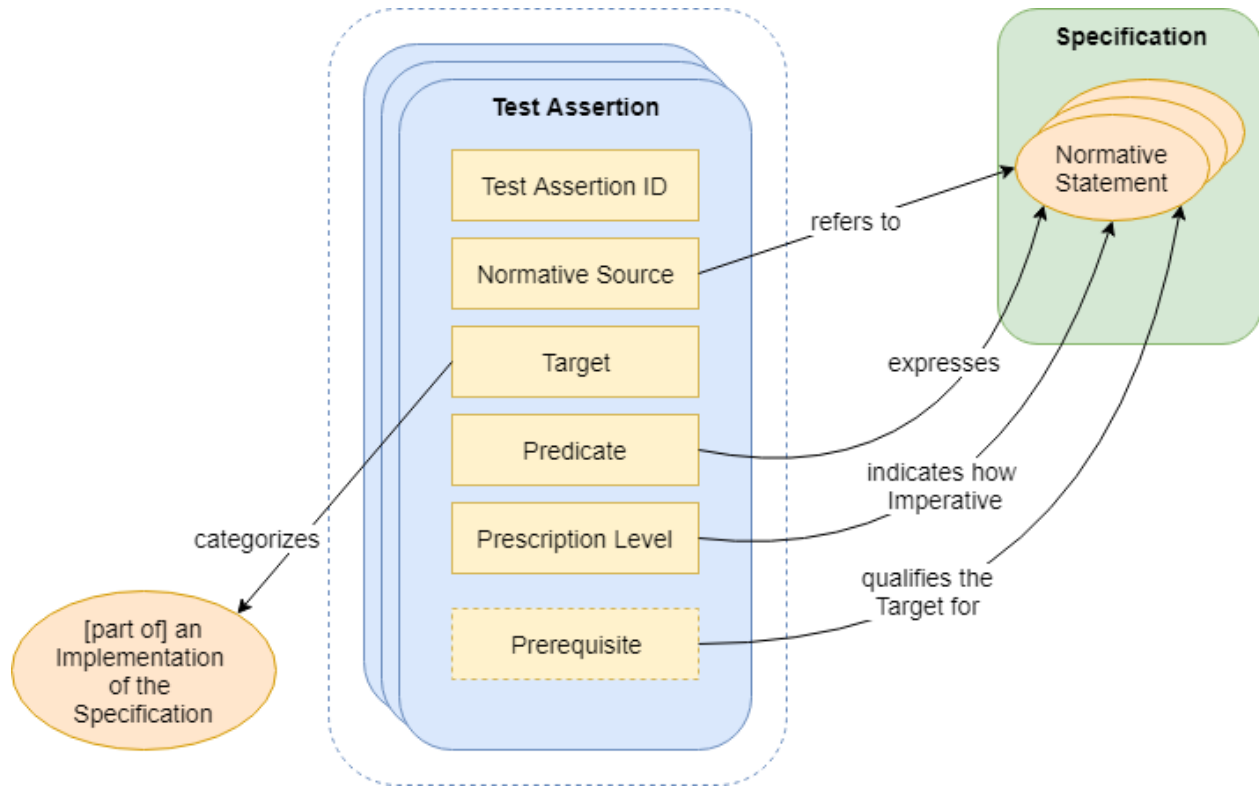 Specification
Test Assertion
Normative
Statement
Test Assertion ID
refers to
Normative Source
Target
expresses
Predicate
indicates how
Imperative
Prescription Level
categorizes
qualifies the
Target for
Prerequisite
[part of] an
Implementation
of the
Specification